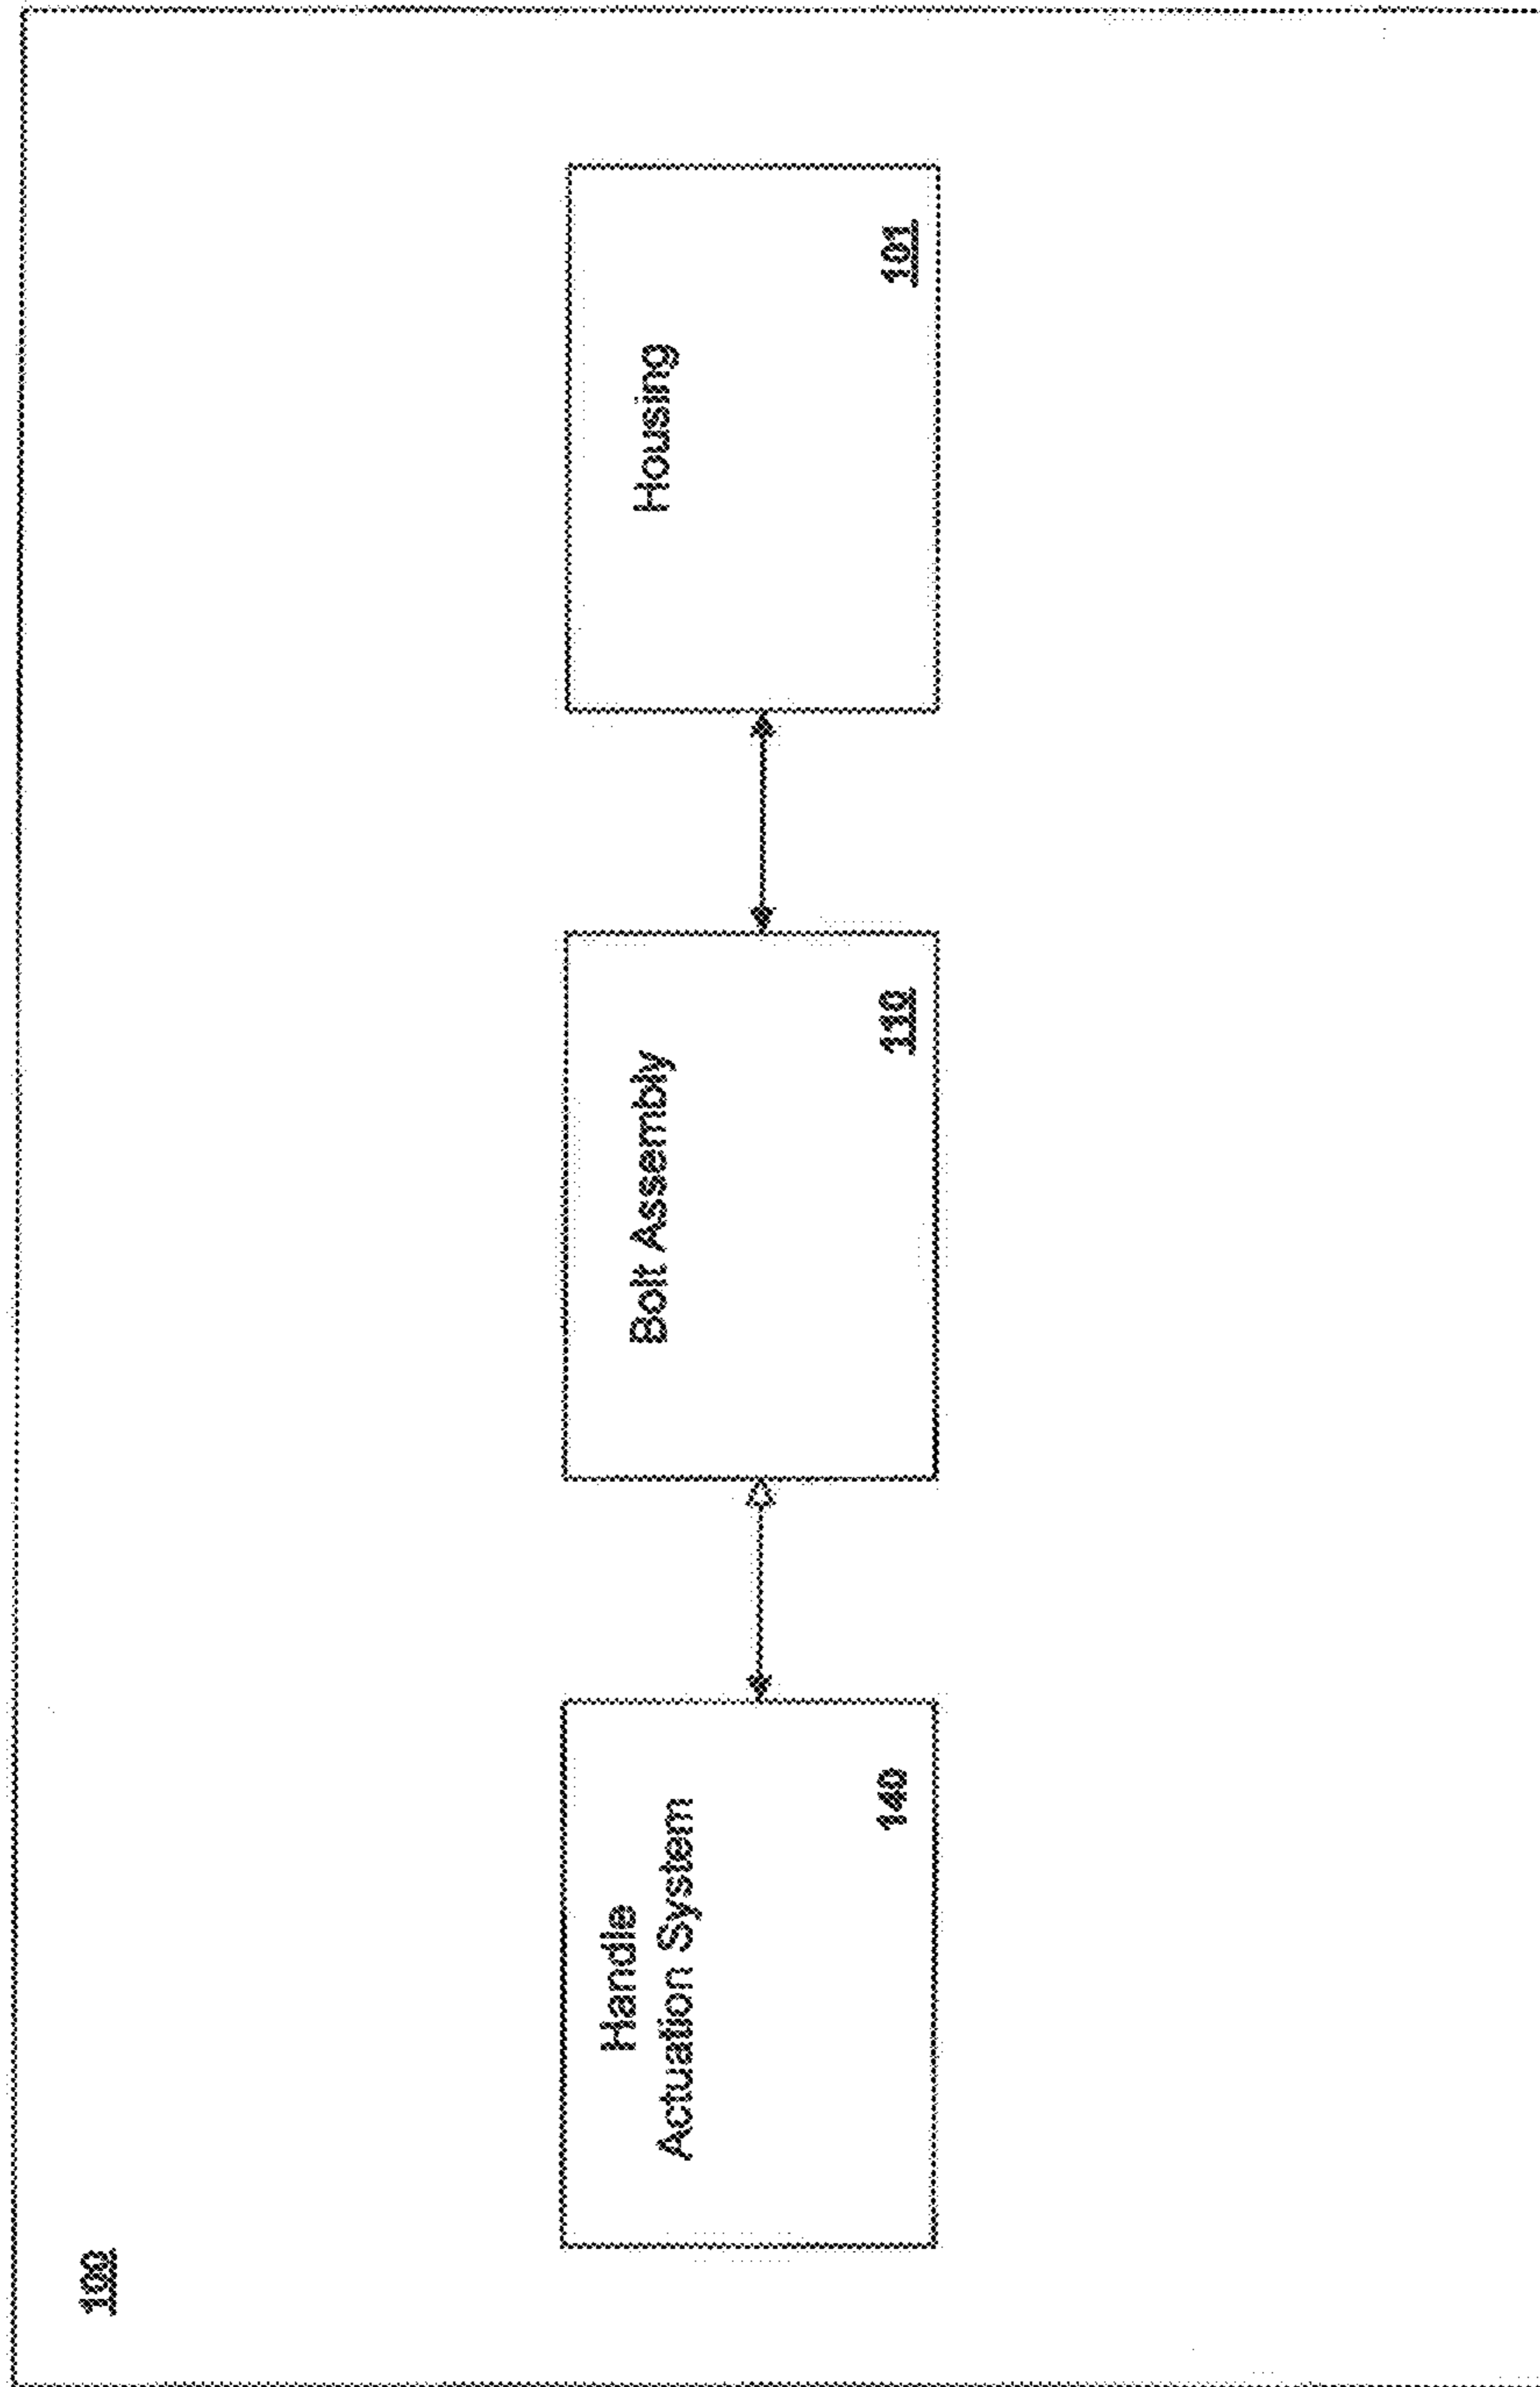 100
Handle
Actuation System
140
Bolt Assembly
110
Housing
101